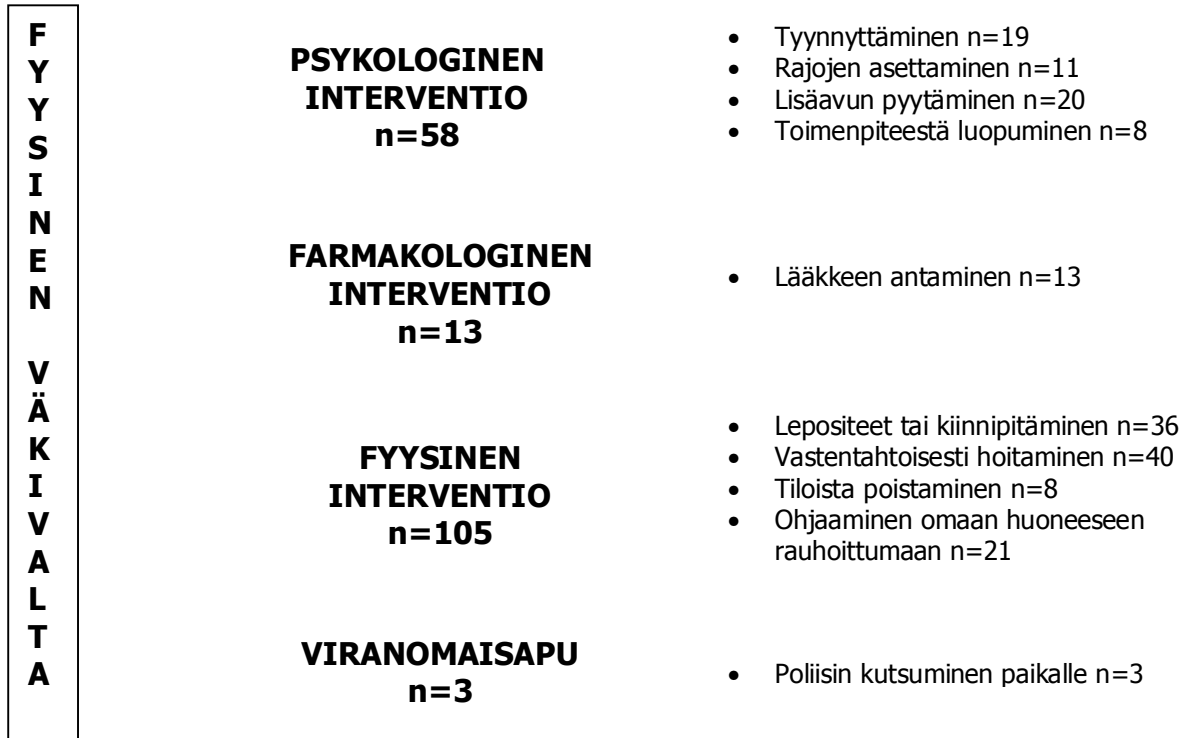 FYYSINEN VÄKIVALTA
PSYKOLOGINEN
INTERVENTIO
n=58
• Tyynnyttäminen n=19
• Rajojen asettaminen n=11
• Lisäavun pyytäminen n=20
• Toimenpiteestä luopuminen n=8
FARMAKOLOGINEN
INTERVENTIO
n=13
• Lääkkeen antaminen n=13
FYYSINEN
INTERVENTIO
n=105
• Lepositeet tai kiinnipitäminen n=36
• Vastentahtoisesti hoitaminen n=40
• Tiloista poistaminen n=8
• Ohjaaminen omaan huoneeseen
rauhoittumaan n=21
VIRANOMAISAPU
n=3
• Poliisin kutsuminen paikalle n=3